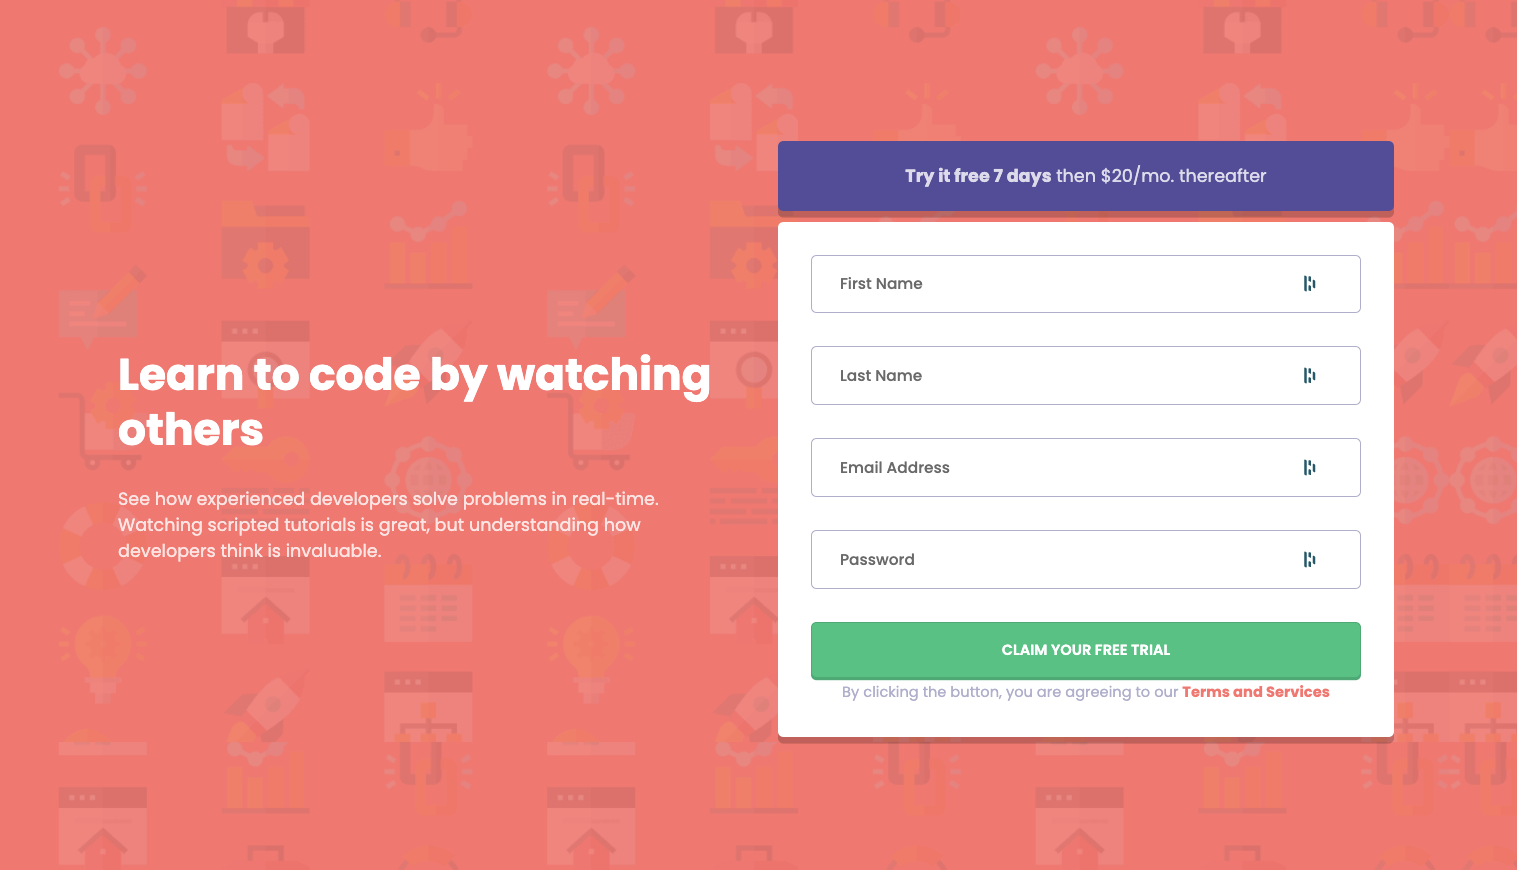 Learn to code by watching
others
See how experienced developers solve problems in real-time.
Watching scripted tutorials is great, but understanding how
developers think is invaluable.
Try it free 7 days then $20/mo. thereafter
First Name
Last Name
Email Address
Password
CLAIM YOUR FREE TRIAL
By clicking the button, you are agreeing to our Terms and Services